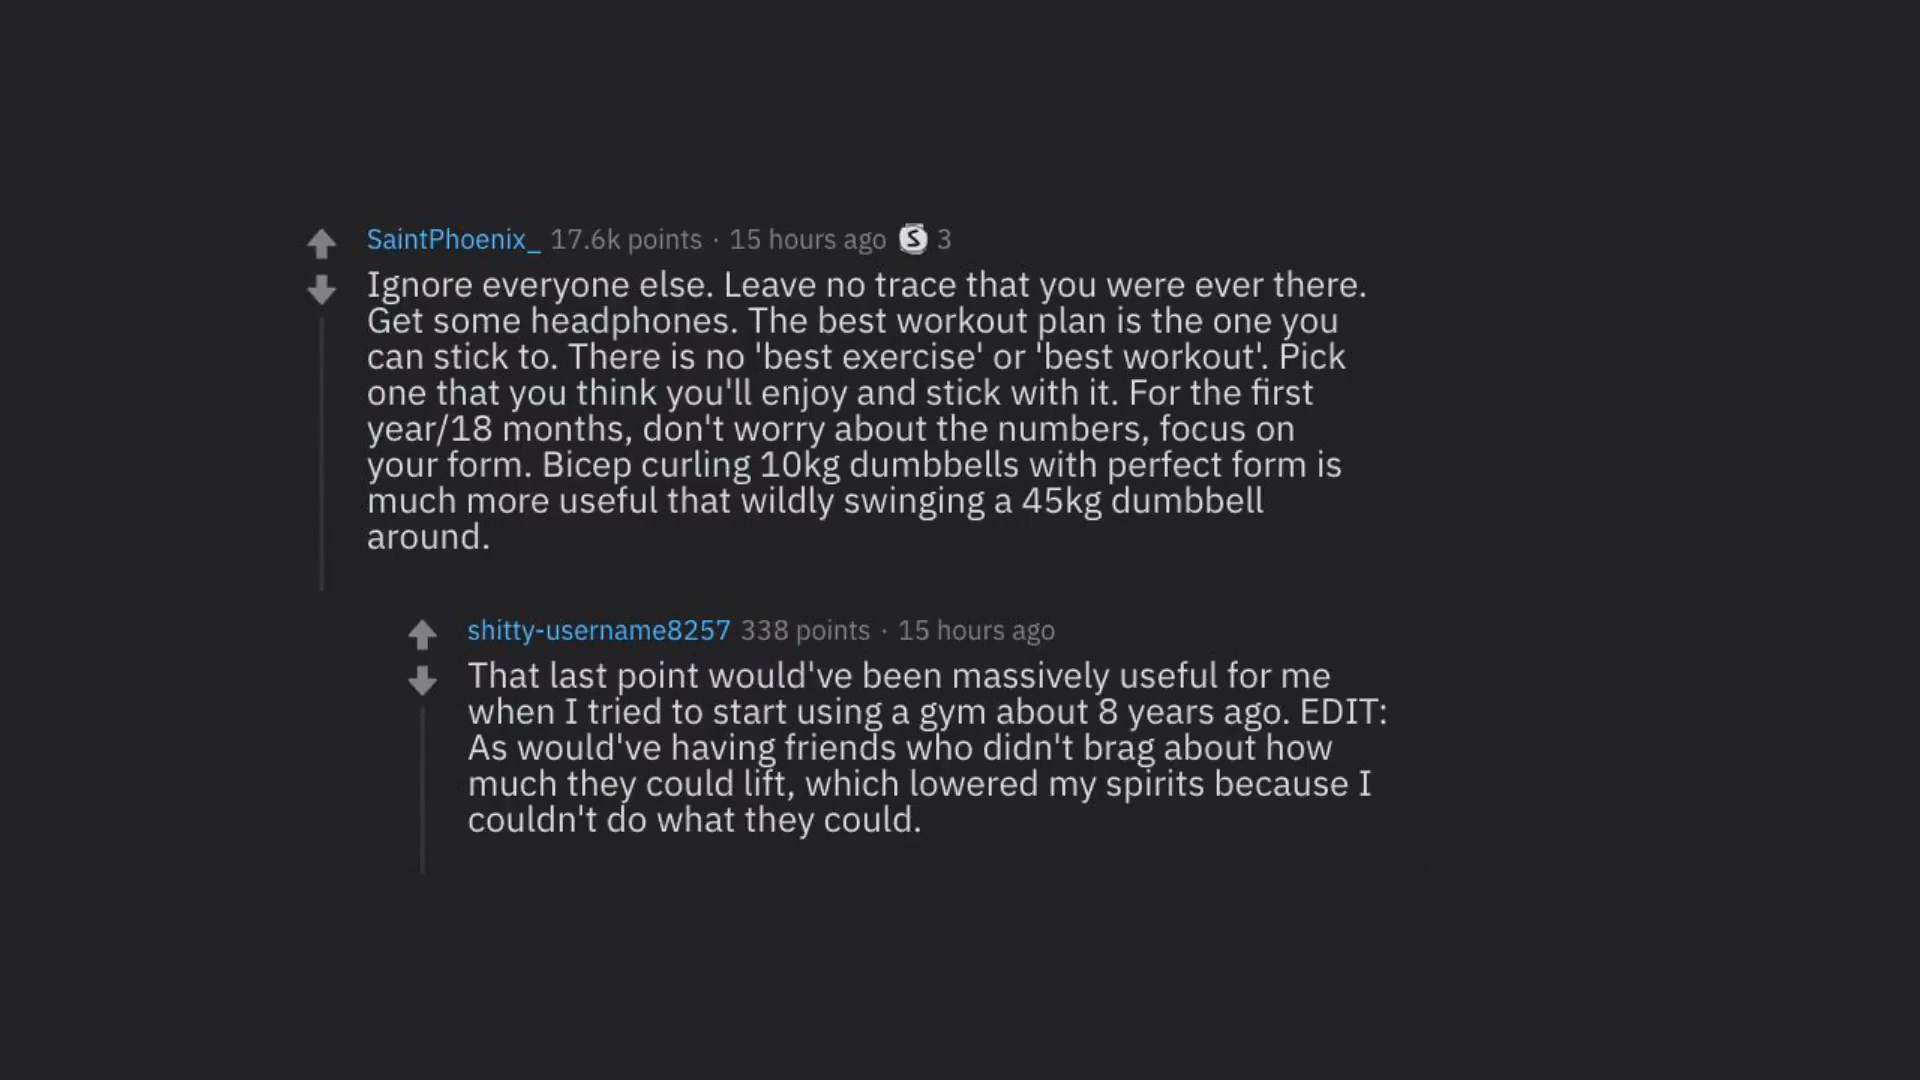 SaintPhoenix_ 17.6k points · 15 hours ago S 3
Ignore everyone else. Leave no trace that you were ever there.
Get some headphones. The best workout plan is the one you
can stick to. There is no 'best exercise' or 'best workout'. Pick
one that you think you'll enjoy and stick with it. For the first
year/18 months, don't worry about the numbers, focus on
your form. Bicep curling 10kg dumbbells with perfect form is
much more useful that wildly swinging a 45kg dumbbell
around.
shitty-username8257 338 points · 15 hours ago
That last point would've been massively useful for me
when I tried to start using a gym about 8 years ago. EDIT:
As would've having friends who didn't brag about how
much they could lift, which lowered my spirits because I
couldn't do what they could.